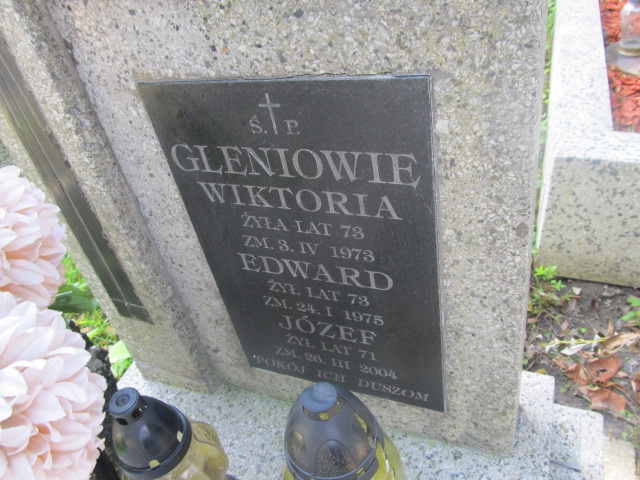 Ś. P.
GLENIOWIE
WIKTORIA
ŻYŁA LAT 73
ZM. 3. IV 1973
EDWARD
ŻYŁ LAT 73
ZM. 24. I 1975
JÓZEF
ŻYŁ LAT 71
ZM. 26. III 2004
POKÓJ ICH DUSZOM